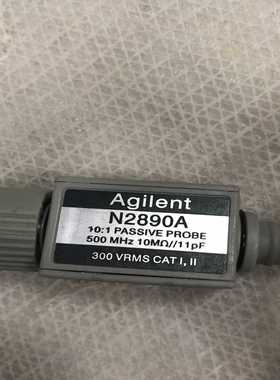 Agilent
N2890A
10:1 PASSIVE PROBE
500 MHz 10MΩ//11pF
300 VRMS CAT I, II